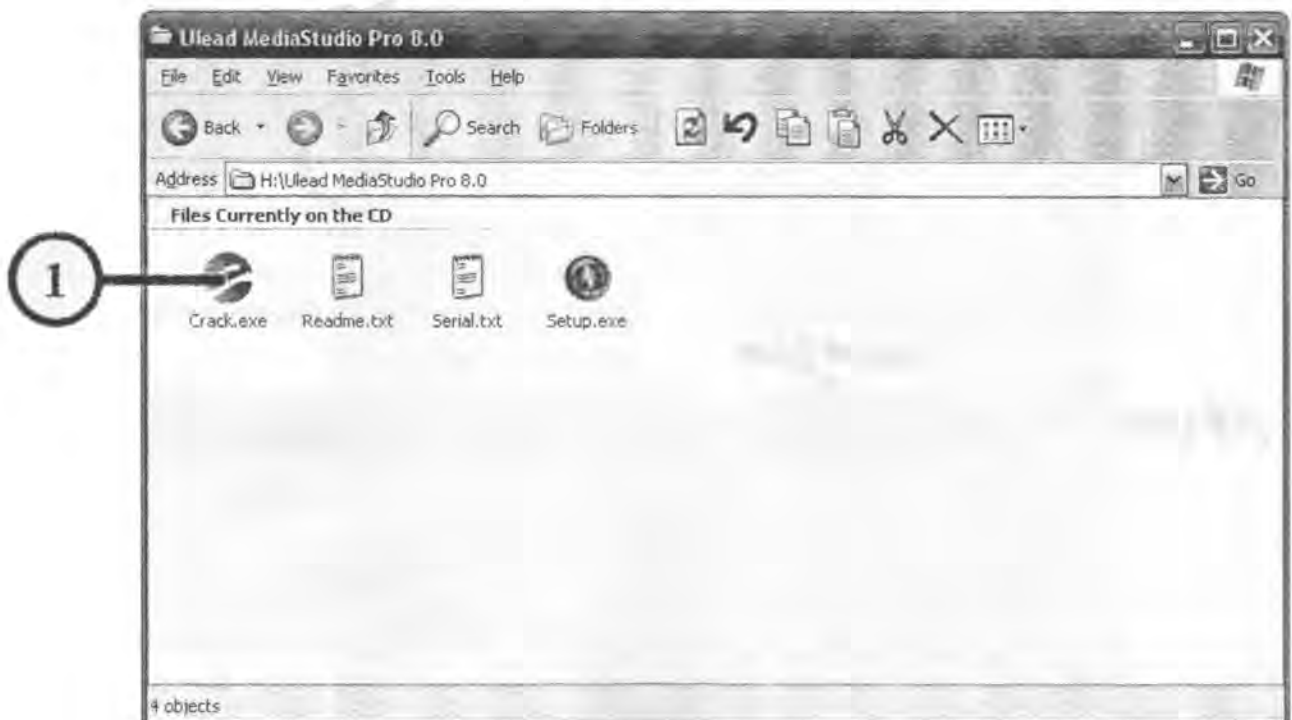 Ulead MediaStudio Pro 8.0
File Edit View Favorites Tools Help
Back Search Folders
Address H:\Ulead MediaStudio Pro 8.0 Go
Files Currently on the CD
1
Crack.exe Readme.txt Serial.txt Setup.exe
4 objects